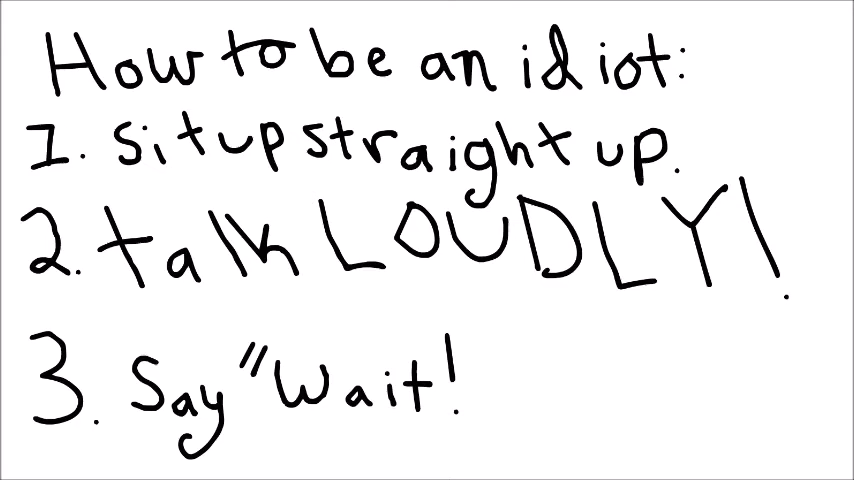 How to be an idiot:
1. Sit up straight up.
2. talk LOUDLY!
3. Say "Wait!